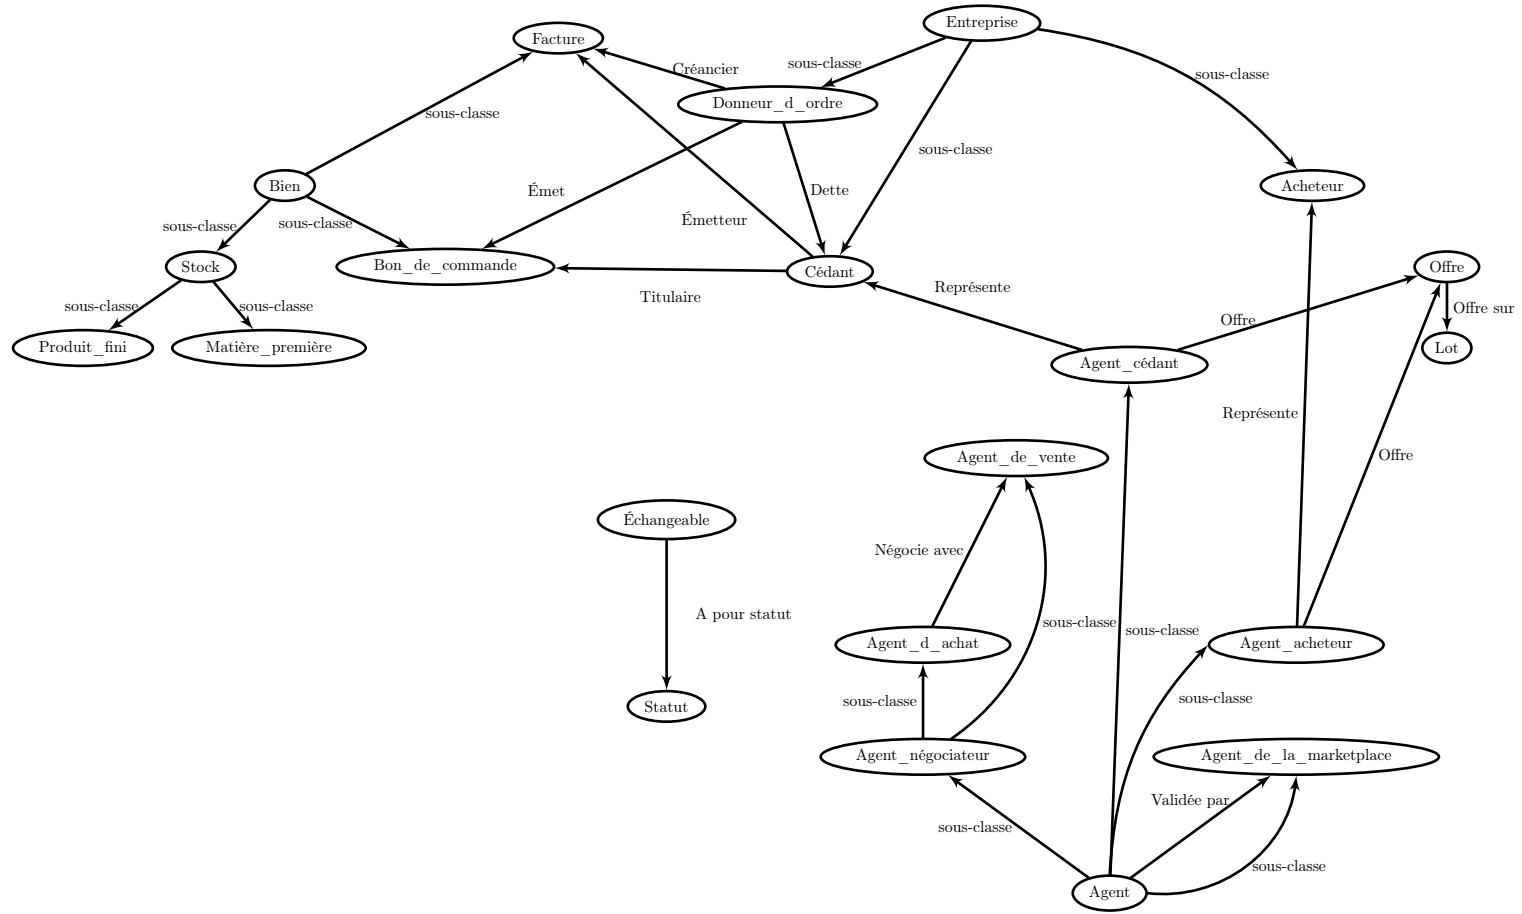 Entreprise
Facture
sous-classe
Créancier
sous-classe
Donneur_d_ordre
sous-classe
sous-classe
Bien
Émet
Dette
Acheteur
sous-classe
sous-classe
Émetteur
Stock
Bon_de_commande
Cédant
Offre
Titulaire
Représente
sous-classe
sous-classe
Offre
Offre sur
Produit_fini
Matière_première
Agent_cédant
Lot
Représente
Agent_de_vente
Offre
Échangeable
Négocie avec
A pour statut
sous-classe
sous-classe
Agent_d_achat
Agent_acheteur
sous-classe
sous-classe
Statut
Agent_négociateur
Agent_de_la_marketplace
Validée par
sous-classe
sous-classe
Agent